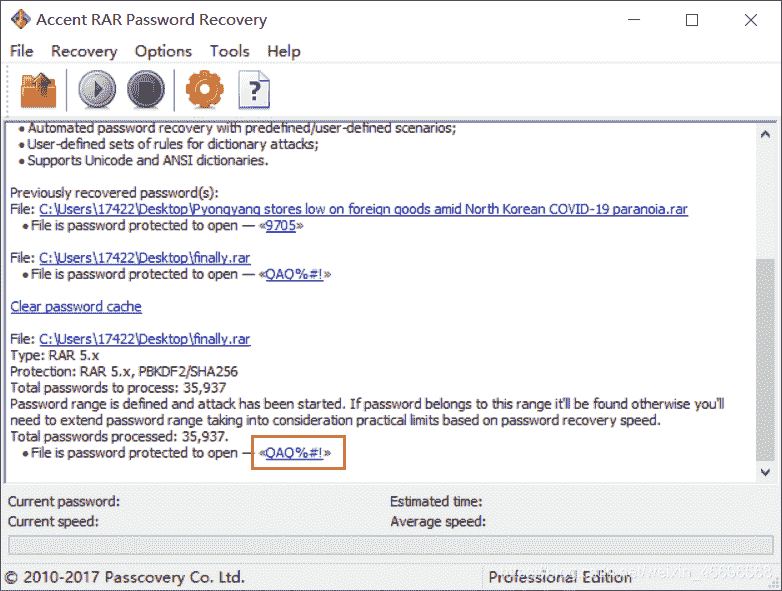 Accent RAR Password Recovery
File Recovery Options Tools Help
• Automated password recovery with predefined/user-defined scenarios;
• User-defined sets of rules for dictionary attacks;
• Supports Unicode and ANSI dictionaries.
Previously recovered password(s):
File: C:\Users\17422\Desktop\Pyongyang stores low on foreign goods amid North Korean COVID-19 paranoia.rar
• File is password protected to open — «9705»
File: C:\Users\17422\Desktop\finally.rar
• File is password protected to open — «QAQ%#!»
Clear password cache
File: C:\Users\17422\Desktop\finally.rar
Type: RAR 5.x
Protection: RAR 5.x, PBKDF2/SHA256
Total passwords to process: 35,937
Password range is defined and attack has been started. If password belongs to this range it'll be found otherwise you'll
need to extend password range taking into consideration practical limits based on password recovery speed.
Total passwords processed: 35,937.
• File is password protected to open — «QAQ%#!»
Current password: Estimated time:
Current speed: Average speed:
© 2010-2017 Passcovery Co. Ltd. Professional Edition